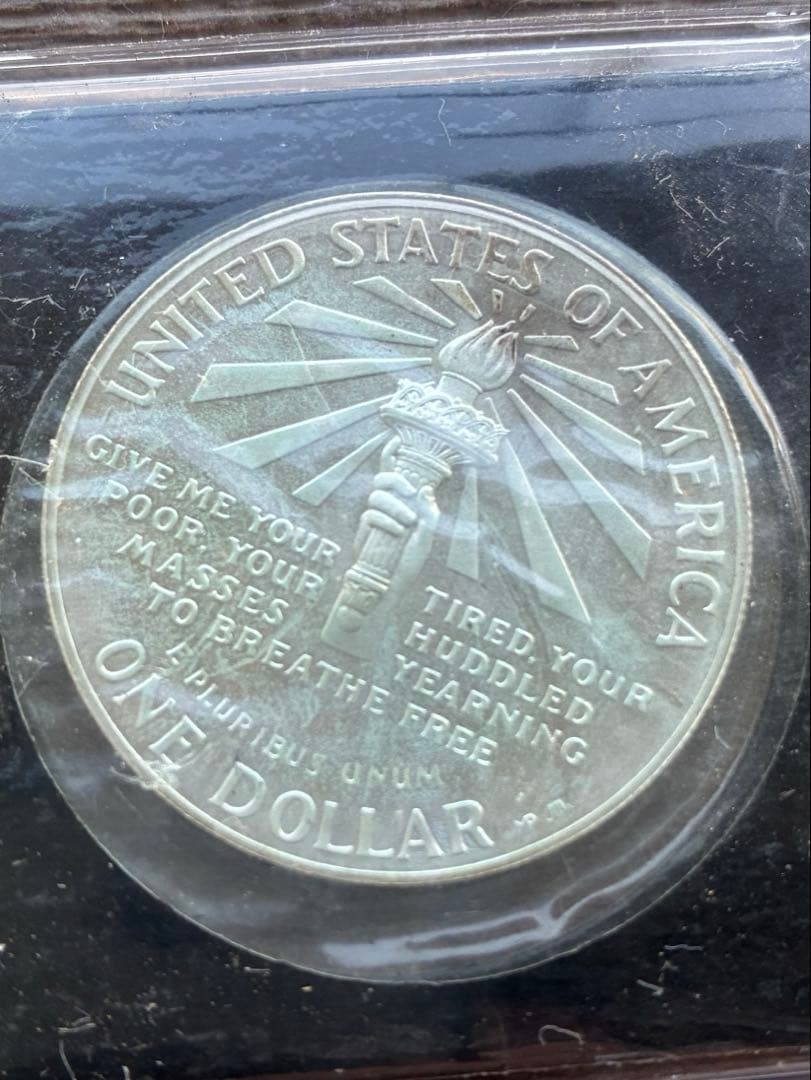 UNITED STATES OF AMERICA
GIVE ME YOUR TIRED, YOUR
POOR, YOUR HUDDLED
MASSES YEARNING
TO BREATHE FREE
E PLURIBUS UNUM
ONE DOLLAR